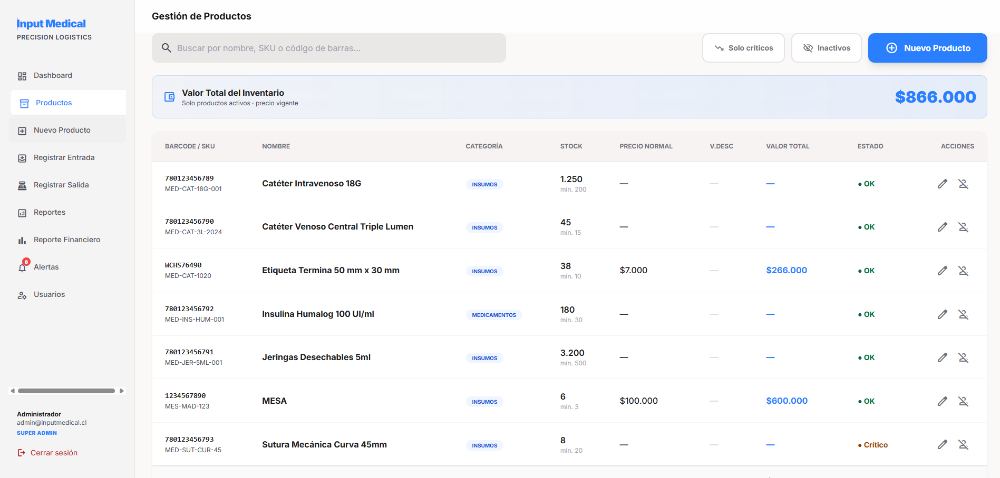 Input Medical
PRECISION LOGISTICS
Dashboard
Productos
Nuevo Producto
Registrar Entrada
Registrar Salida
Reportes
Reporte Financiero
6
Alertas
Usuarios
Administrador
admin@inputmedical.cl
SUPER ADMIN
Cerrar sesión
Gestión de Productos
Buscar por nombre, SKU o código de barras...
Solo críticos
Inactivos
Nuevo Producto
Valor Total del Inventario
Solo productos activos · precio vigente
$866.000
BARCODE / SKU NOMBRE CATEGORÍA STOCK PRECIO NORMAL V.DESC VALOR TOTAL ESTADO ACCIONES
780123456789
MED-CAT-18G-001
Catéter Intravenoso 18G
INSUMOS
1.250
mín. 200
— — —
• OK
780123456790
MED-CAT-3L-2024
Catéter Venoso Central Triple Lumen
INSUMOS
45
mín. 15
— — —
• OK
WCHS76490
MED-CAT-1020
Etiqueta Termina 50 mm x 30 mm
INSUMOS
38
mín. 10
$7.000 — $266.000
• OK
780123456792
MED-INS-HUM-001
Insulina Humalog 100 UI/ml
MEDICAMENTOS
180
mín. 30
— — —
• OK
780123456791
MED-JER-5ML-001
Jeringas Desechables 5ml
INSUMOS
3.200
mín. 500
— — —
• OK
1234567890
MES-MAD-123
MESA
INSUMOS
6
mín. 3
$100.000 — $600.000
• OK
780123456793
MED-SUT-CUR-45
Sutura Mecánica Curva 45mm
INSUMOS
8
mín. 20
— — —
• Crítico